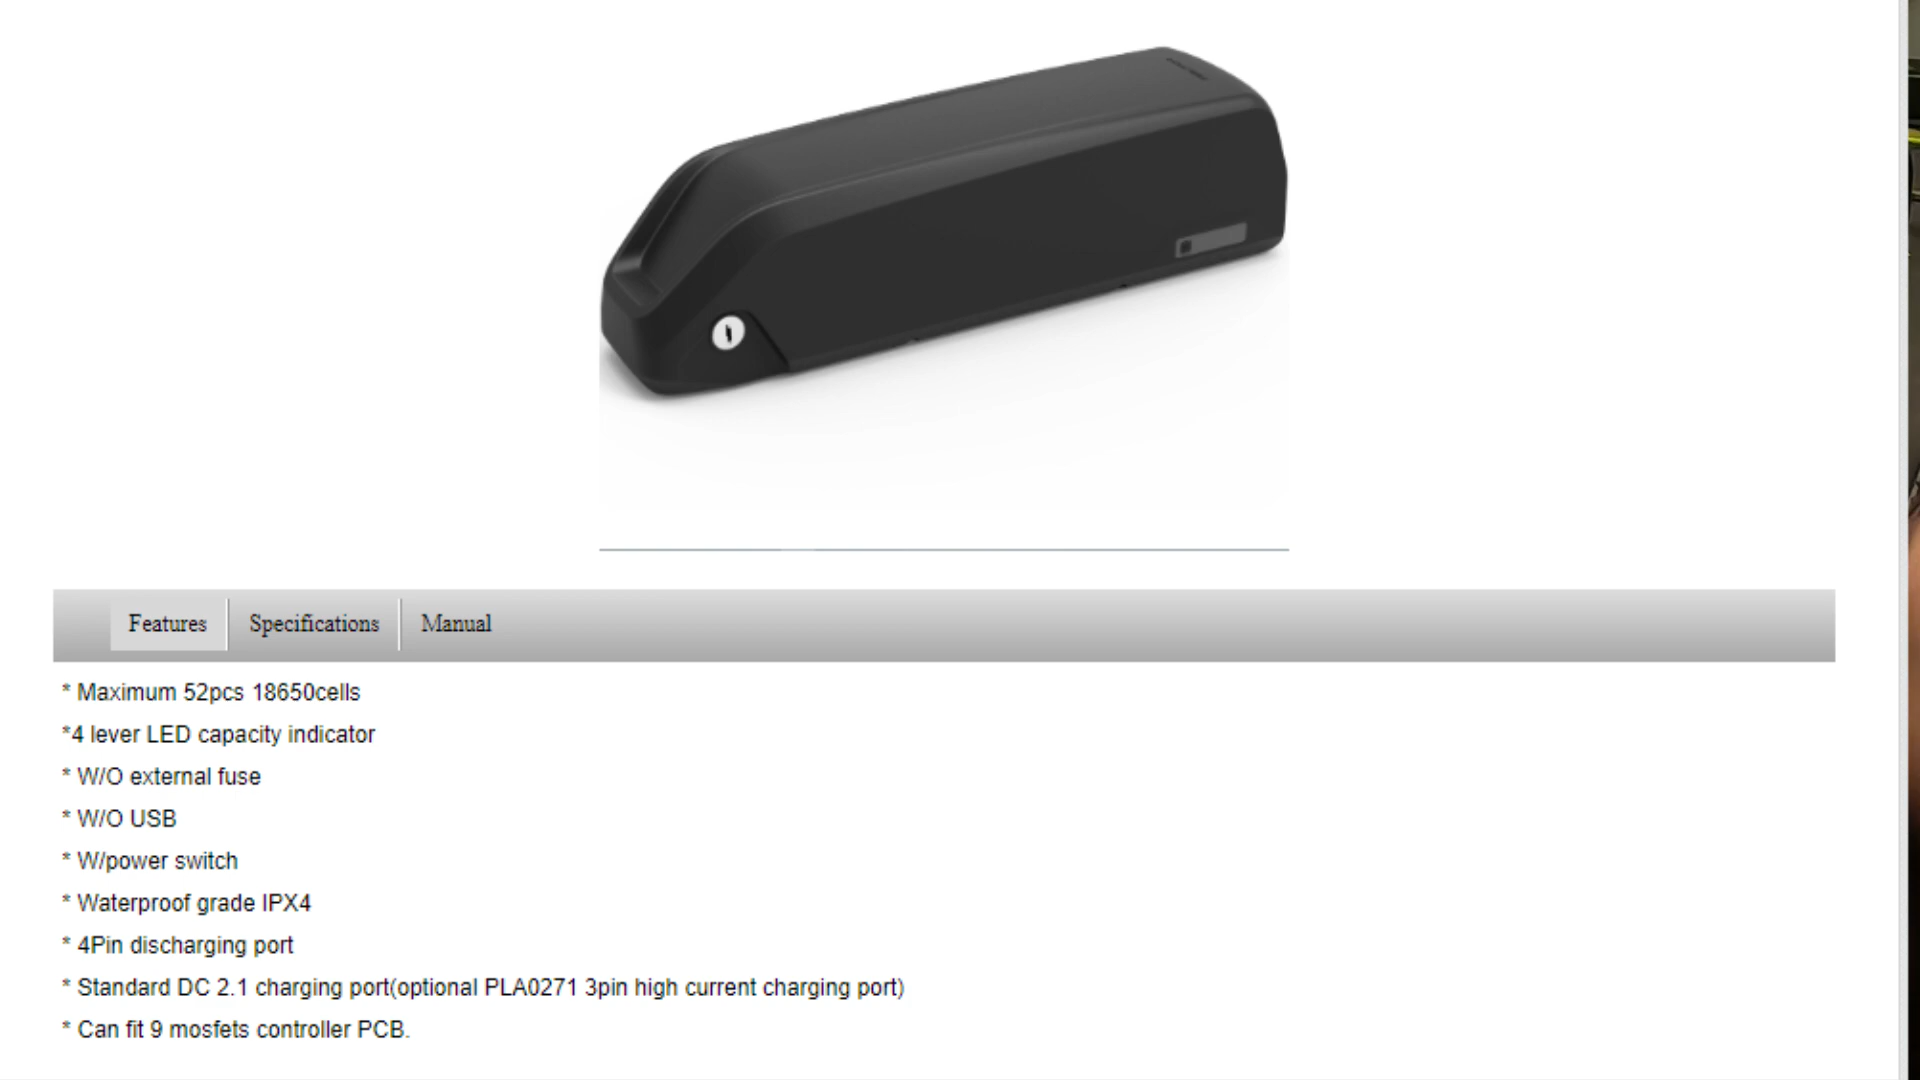 Features
Specifications
Manual
* Maximum 52pcs 18650cells
*4 lever LED capacity indicator
* W/O external fuse
* W/O USB
* W/power switch
* Waterproof grade IPX4
* 4Pin discharging port
* Standard DC 2.1 charging port(optional PLA0271 3pin high current charging port)
* Can fit 9 mosfets controller PCB.